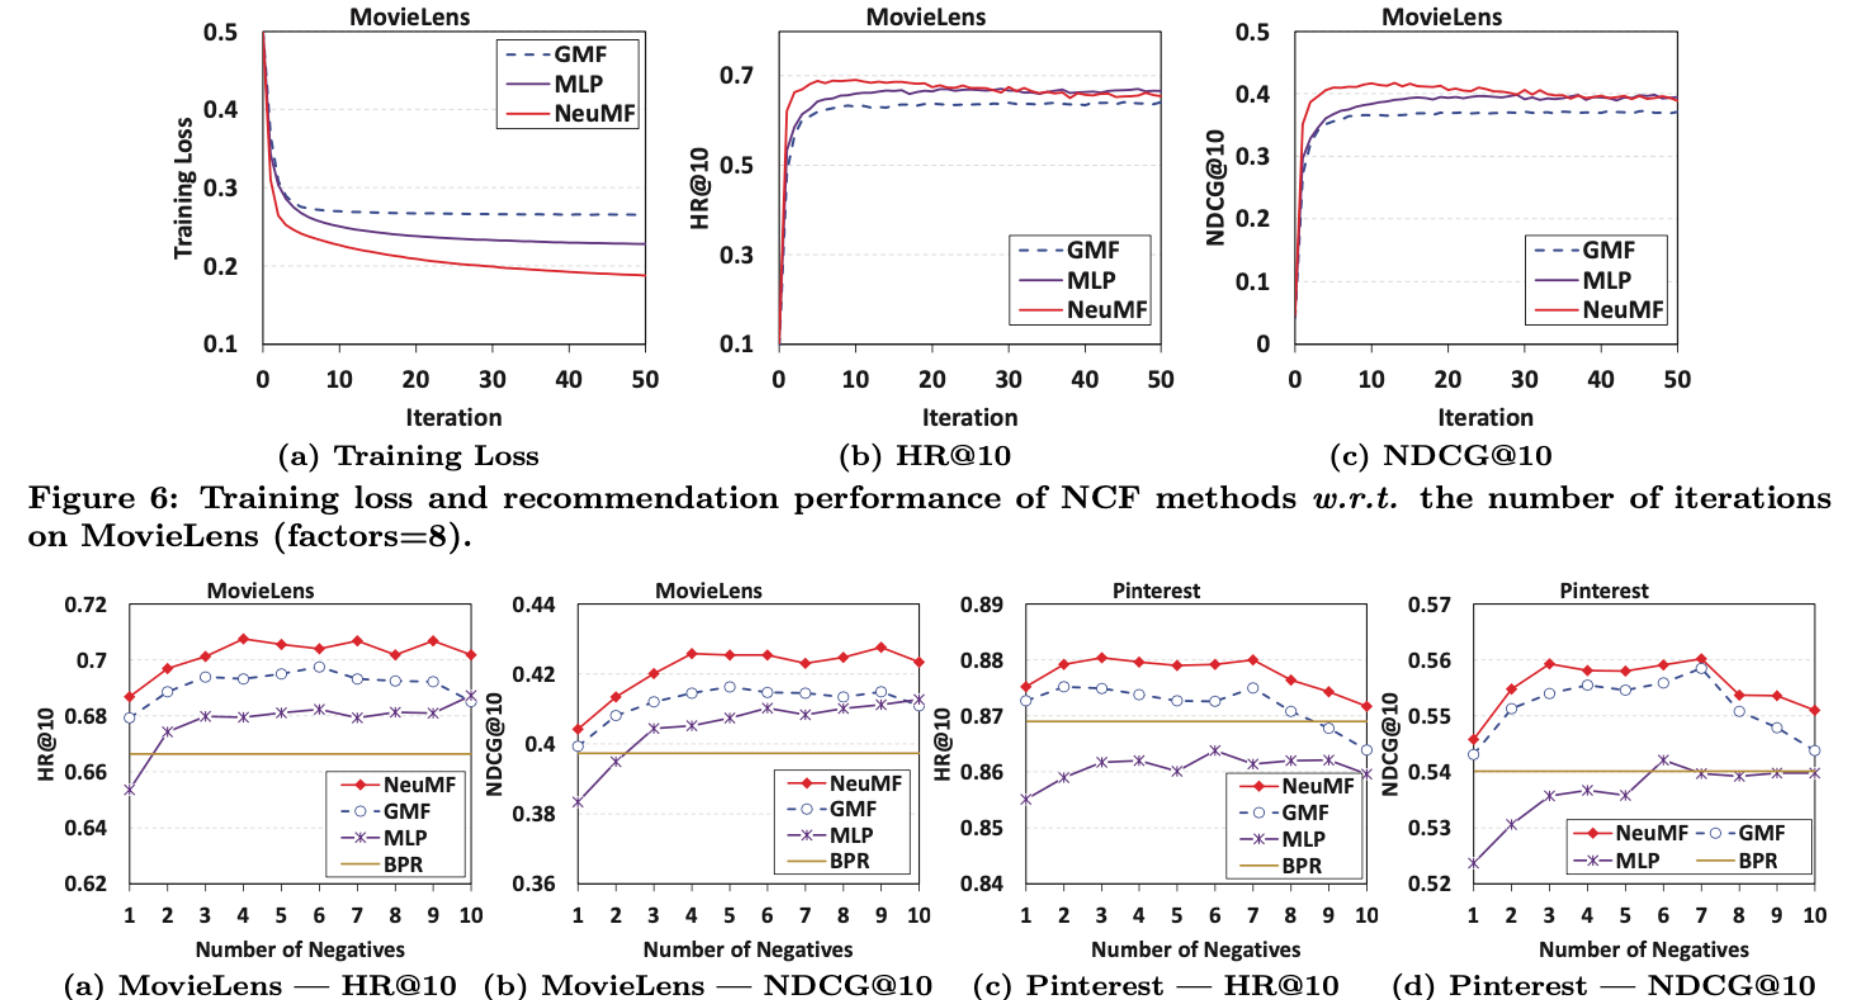 MovieLens
0.5
0.4
0.3
0.2
0.1
Training Loss
GMF
MLP
NeuMF
0 10 20 30 40 50
Iteration
(a) Training Loss
MovieLens
0.7
0.5
0.3
0.1
HR@10
GMF
MLP
NeuMF
0 10 20 30 40 50
Iteration
(b) HR@10
MovieLens
0.5
0.4
0.3
0.2
0.1
0
NDCG@10
GMF
MLP
NeuMF
0 10 20 30 40 50
Iteration
(c) NDCG@10
Figure 6: Training loss and recommendation performance of NCF methods w.r.t. the number of iterations
on MovieLens (factors=8).
MovieLens
0.72
0.7
0.68
0.66
0.64
0.62
HR@10
NeuMF
GMF
MLP
BPR
1 2 3 4 5 6 7 8 9 10
Number of Negatives
(a) MovieLens — HR@10
MovieLens
0.44
0.42
0.4
0.38
0.36
NDCG@10
NeuMF
GMF
MLP
BPR
1 2 3 4 5 6 7 8 9 10
Number of Negatives
(b) MovieLens — NDCG@10
Pinterest
0.89
0.88
0.87
0.86
0.85
0.84
HR@10
NeuMF
GMF
MLP
BPR
1 2 3 4 5 6 7 8 9 10
Number of Negatives
(c) Pinterest — HR@10
Pinterest
0.57
0.56
0.55
0.54
0.53
0.52
NDCG@10
NeuMF GMF
MLP BPR
1 2 3 4 5 6 7 8 9 10
Number of Negatives
(d) Pinterest — NDCG@10